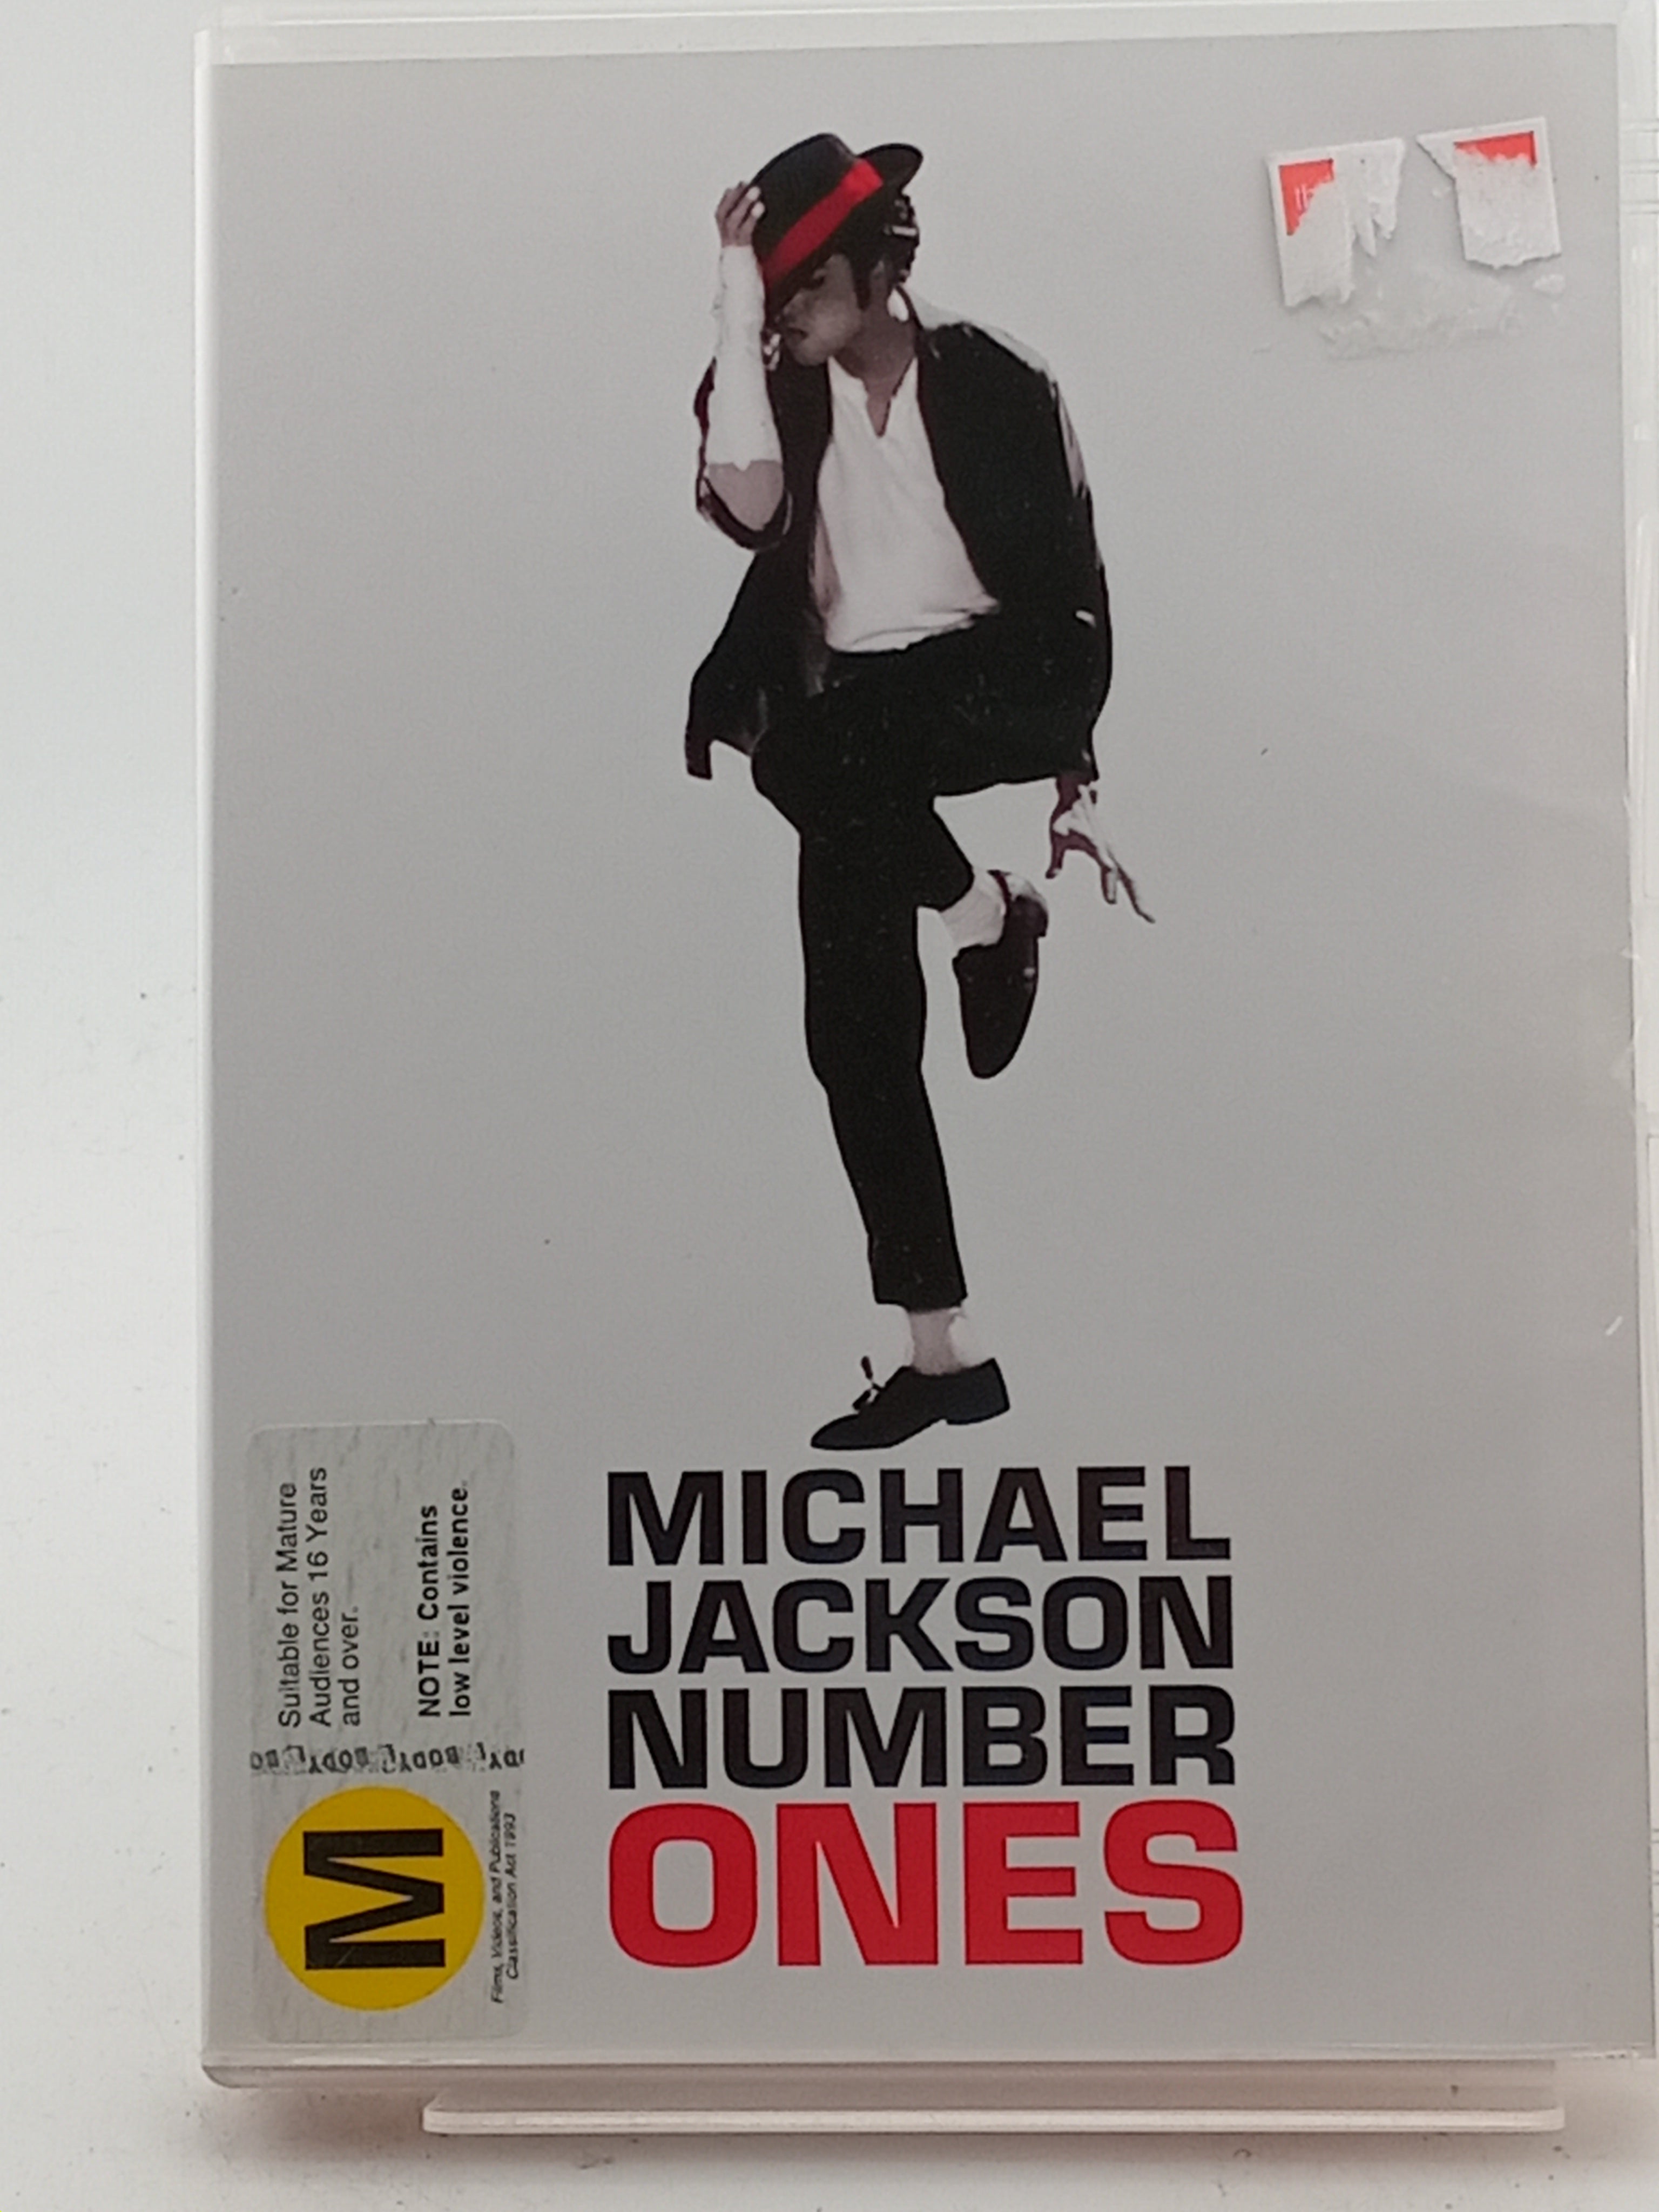 MICHAEL
JACKSON
NUMBER
ONES
Suitable for Mature
Audiences 16 Years
and over.
NOTE: Contains
low level violence.
M
Films, Videos, and Publications
Classification Act 1993